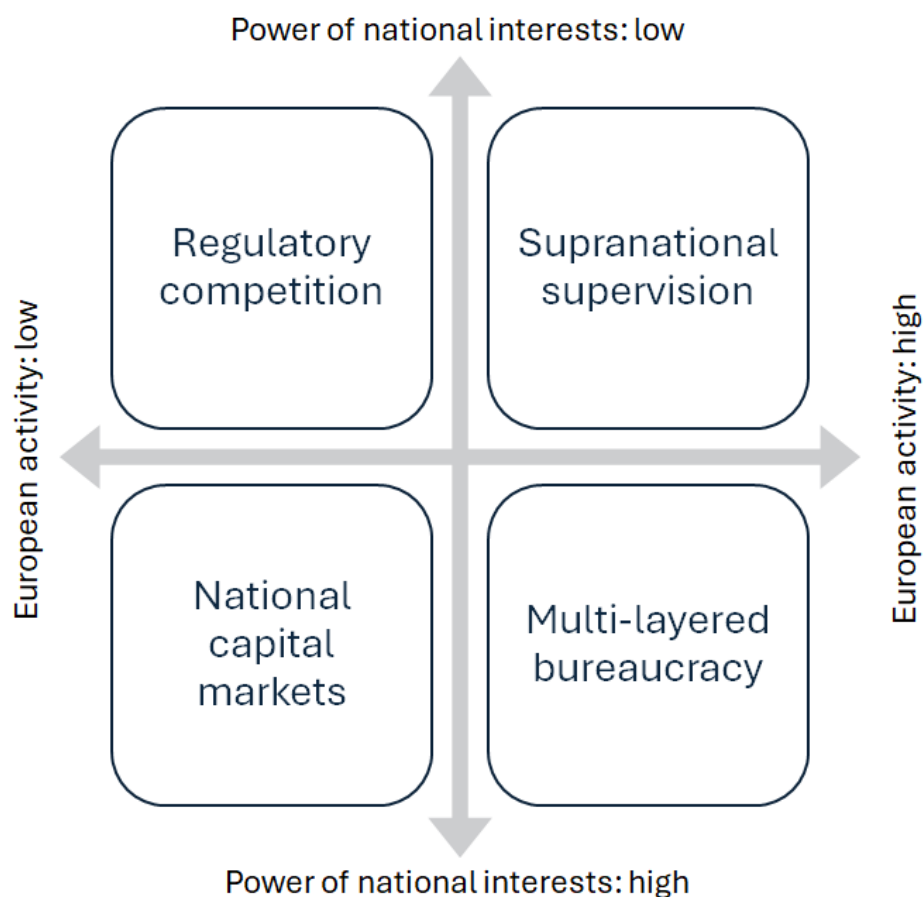 Power of national interests: low
Regulatory
competition
Supranational
supervision
European activity: low
European activity: high
National
capital
markets
Multi-layered
bureaucracy
Power of national interests: high